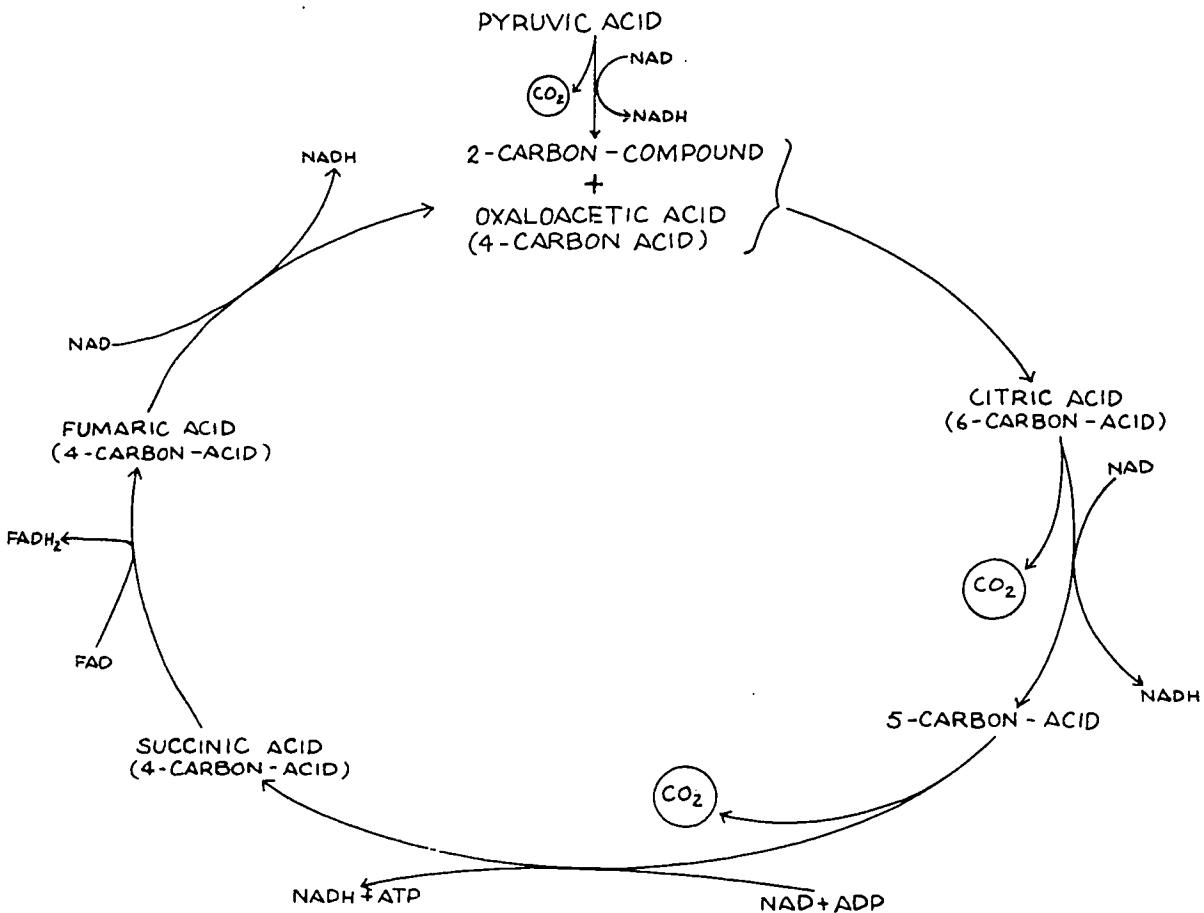 PYRUVIC ACID
NAD
CO₂
NADH
2-CARBON-COMPOUND
+
OXALOACETIC ACID
(4-CARBON ACID)
NADH
NAD
CITRIC ACID
(6-CARBON-ACID)
NAD
CO₂
NADH
5-CARBON-ACID
CO₂
NAD+ADP
NADH+ATP
SUCCINIC ACID
(4-CARBON-ACID)
FAD
FADH₂
FUMARIC ACID
(4-CARBON-ACID)